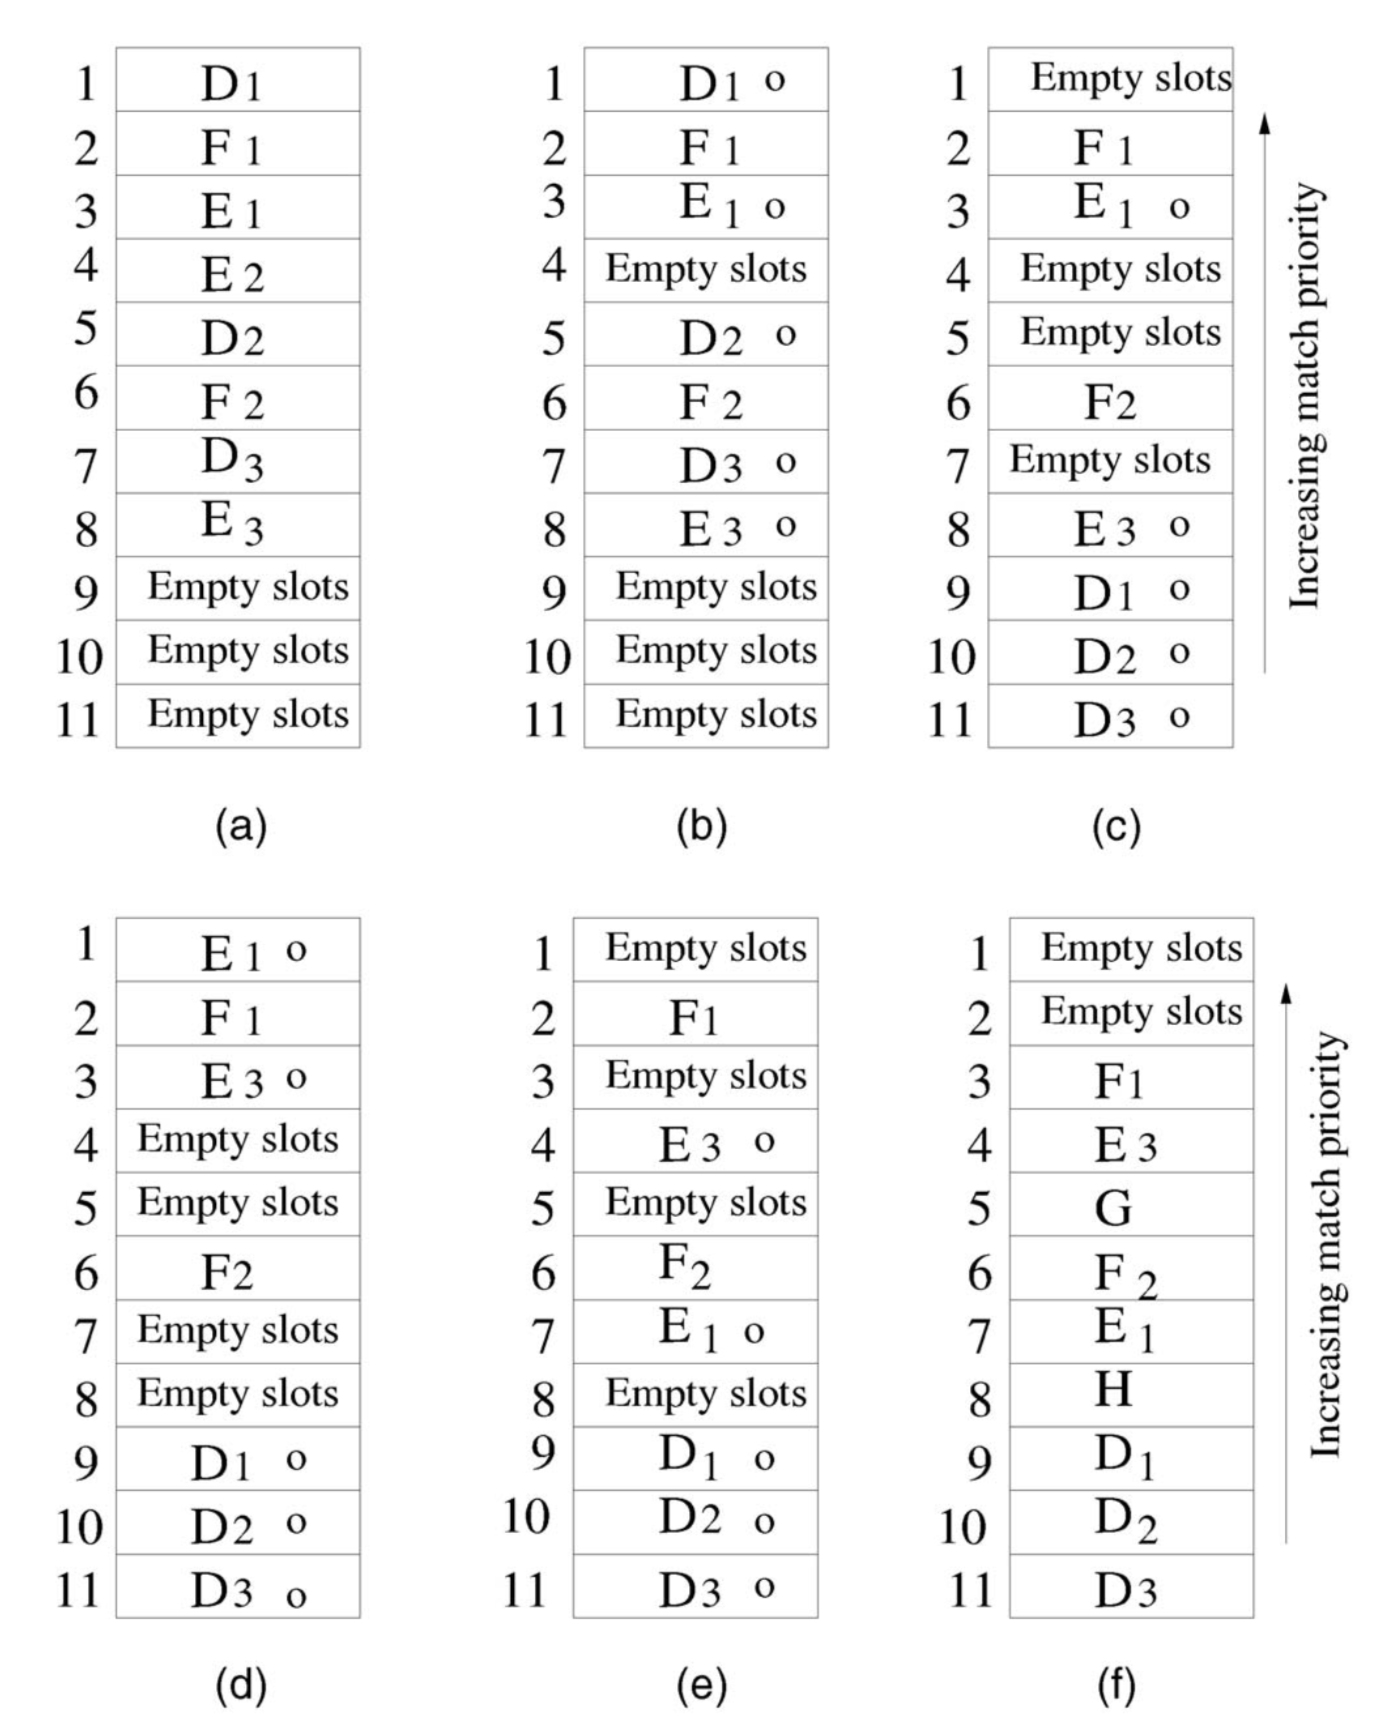 1 D1
2 F1
3 E1
4 E2
5 D2
6 F2
7 D3
8 E3
9 Empty slots
10 Empty slots
11 Empty slots
(a)
1 D1 o
2 F1
3 E1 o
4 Empty slots
5 D2 o
6 F2
7 D3 o
8 E3 o
9 Empty slots
10 Empty slots
11 Empty slots
(b)
1 Empty slots
2 F1
3 E1 o
4 Empty slots
5 Empty slots
6 F2
7 Empty slots
8 E3 o
9 D1 o
10 D2 o
11 D3 o
(c)
Increasing match priority
1 E1 o
2 F1
3 E3 o
4 Empty slots
5 Empty slots
6 F2
7 Empty slots
8 Empty slots
9 D1 o
10 D2 o
11 D3 o
(d)
1 Empty slots
2 F1
3 Empty slots
4 E3 o
5 Empty slots
6 F2
7 E1 o
8 Empty slots
9 D1 o
10 D2 o
11 D3 o
(e)
1 Empty slots
2 Empty slots
3 F1
4 E3
5 G
6 F2
7 E1
8 H
9 D1
10 D2
11 D3
(f)
Increasing match priority